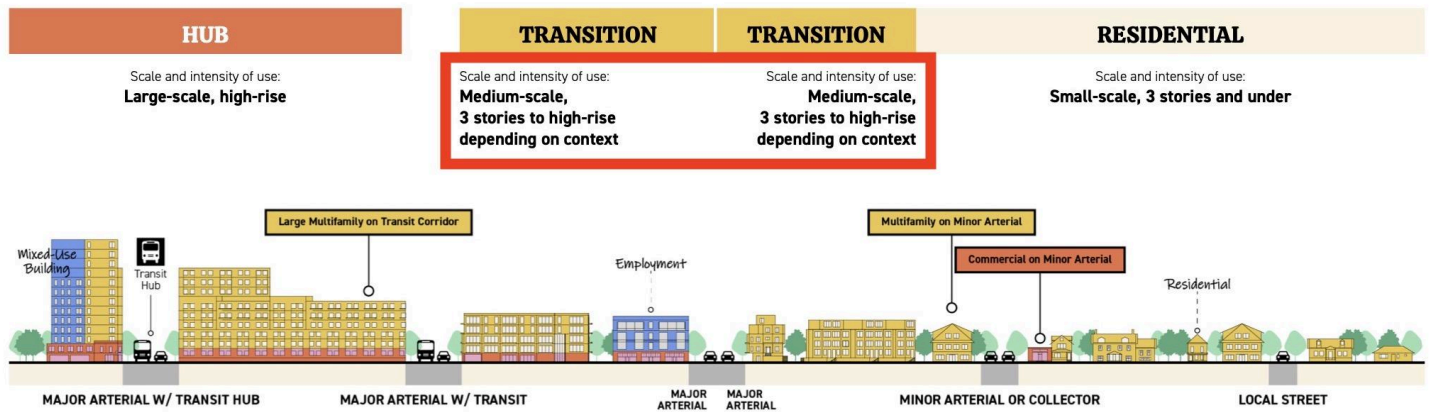 HUB
TRANSITION
TRANSITION
RESIDENTIAL
Scale and intensity of use:
Large-scale, high-rise
Scale and intensity of use:
Medium-scale,
3 stories to high-rise
depending on context
Scale and intensity of use:
Medium-scale,
3 stories to high-rise
depending on context
Scale and intensity of use:
Small-scale, 3 stories and under
Large Multifamily on Transit Corridor
Multifamily on Minor Arterial
Commercial on Minor Arterial
Mixed-Use
Building
Transit
Hub
Employment
Residential
MAJOR ARTERIAL W/ TRANSIT HUB
MAJOR ARTERIAL W/ TRANSIT
MAJOR
ARTERIAL
MAJOR
ARTERIAL
MINOR ARTERIAL OR COLLECTOR
LOCAL STREET